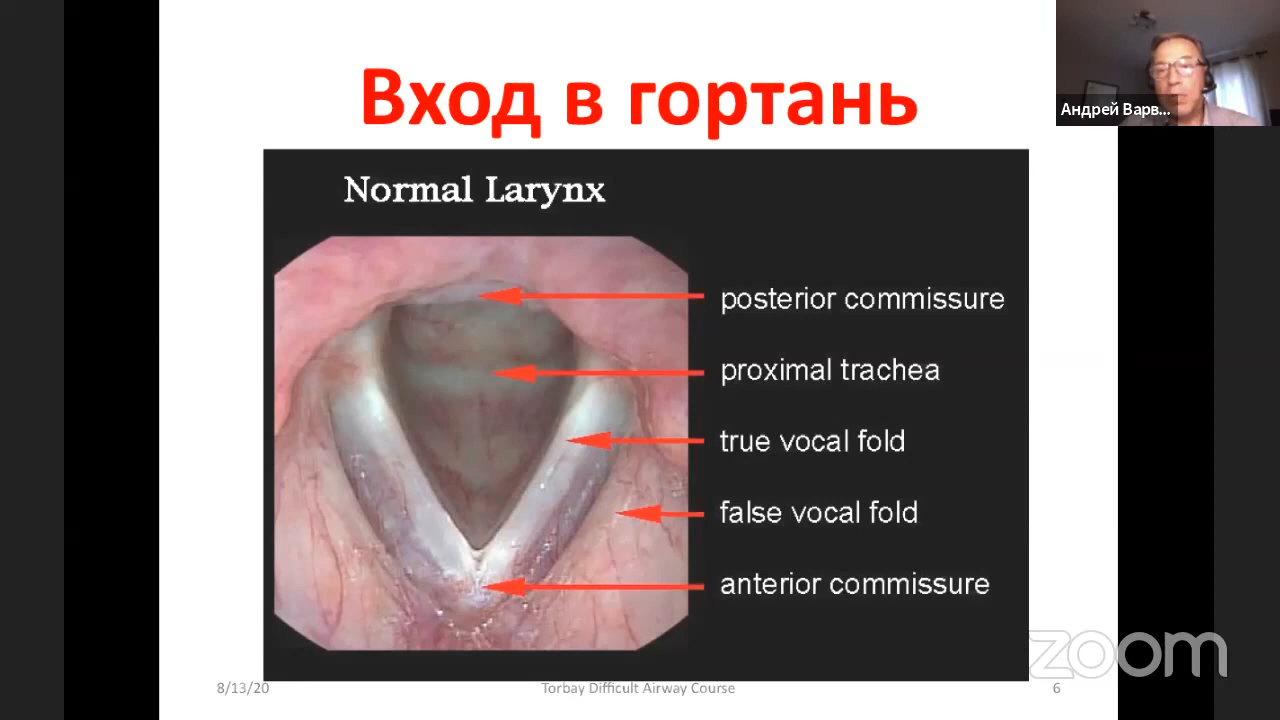 Вход в гортань
Андрей Варв...
Normal Larynx
posterior commissure
proximal trachea
true vocal fold
false vocal fold
anterior commissure
zoom
8/13/20
Torbay Difficult Airway Course
6